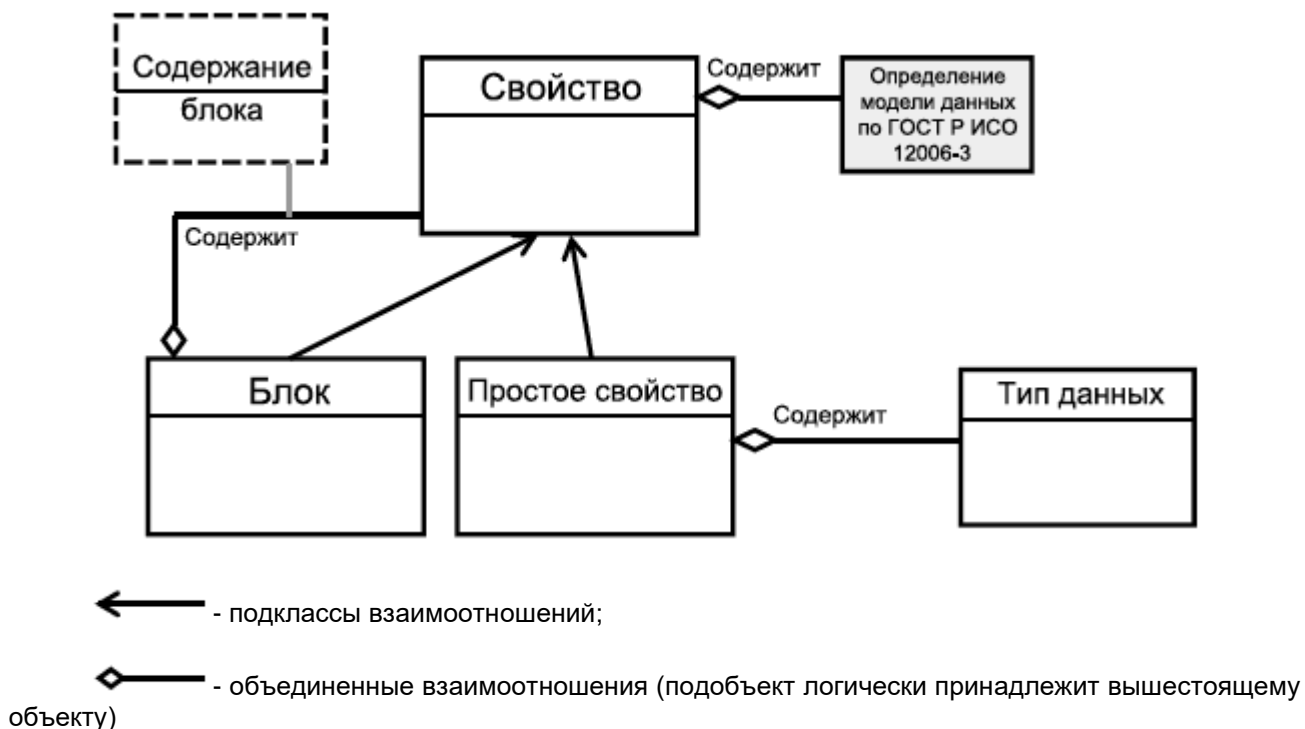 Содержание
блока
Свойство
Содержит
Определение
модели данных
по ГОСТ Р ИСО
12006-3
Содержит
Блок
Простое свойство
Содержит
Тип данных
- подклассы взаимоотношений;
- объединенные взаимоотношения (подобъект логически принадлежит вышестоящему
объекту)